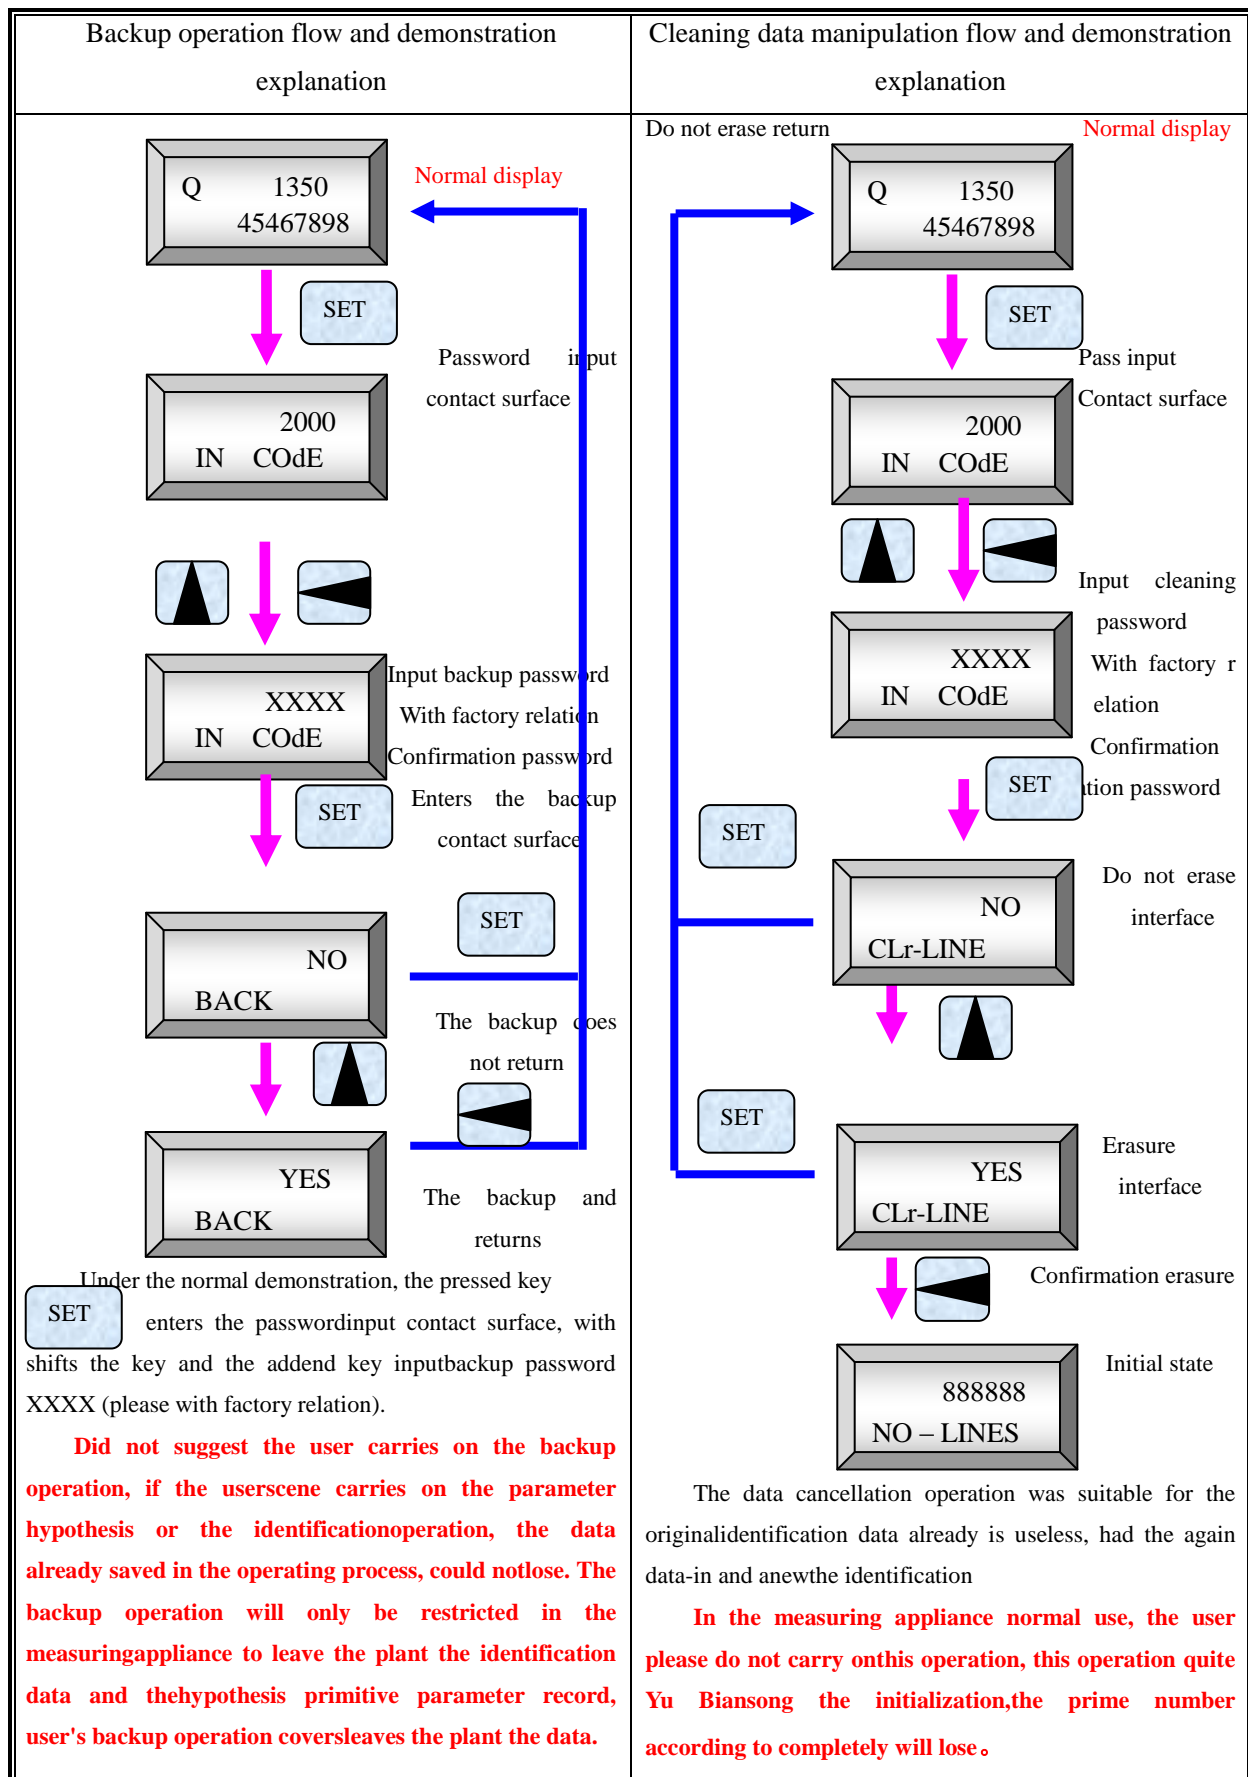 Backup operation flow and demonstration
explanation
Q 1350
45467898
Normal display
SET
Password input
contact surface
2000
IN COdE
XXXX
IN COdE
Input backup password
With factory relation
Confirmation password
SET
Enters the backup
contact surface
SET
NO
BACK
The backup does
not return
YES
BACK
The backup and
returns
Under the normal demonstration, the pressed key
SET
enters the passwordinput contact surface, with
shifts the key and the addend key inputbackup password
XXXX (please with factory relation).
Did not suggest the user carries on the backup
operation, if the userscene carries on the parameter
hypothesis or the identificationoperation, the data
already saved in the operating process, could notlose. The
backup operation will only be restricted in the
measuringappliance to leave the plant the identification
data and thehypothesis primitive parameter record,
user's backup operation coversleaves the plant the data.
Cleaning data manipulation flow and demonstration
explanation
Do not erase return
Normal display
Q 1350
45467898
SET
Pass input
Contact surface
2000
IN COdE
Input cleaning
password
XXXX
IN COdE
With factory r
elation
Confirmation
SET
ation password
SET
NO
CLr-LINE
Do not erase
interface
SET
YES
CLr-LINE
Erasure
interface
Confirmation erasure
888888
NO – LINES
Initial state
The data cancellation operation was suitable for the
originalidentification data already is useless, had the again
data-in and anewthe identification
In the measuring appliance normal use, the user
please do not carry onthis operation, this operation quite
Yu Biansong the initialization,the prime number
according to completely will lose。